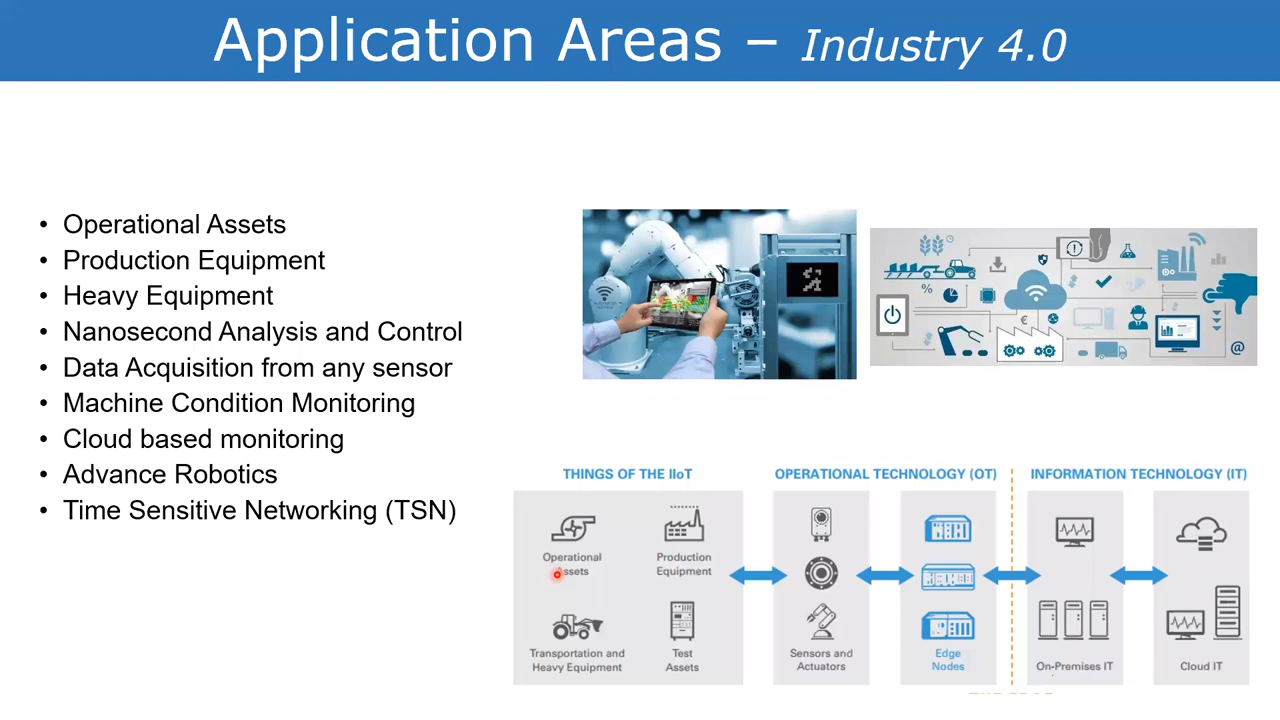 Application Areas – Industry 4.0
• Operational Assets
• Production Equipment
• Heavy Equipment
• Nanosecond Analysis and Control
• Data Acquisition from any sensor
• Machine Condition Monitoring
• Cloud based monitoring
• Advance Robotics
• Time Sensitive Networking (TSN)
%
€
@
THINGS OF THE IIoT
OPERATIONAL TECHNOLOGY (OT)
INFORMATION TECHNOLOGY (IT)
Operational
Assets
Production
Equipment
Transportation and
Heavy Equipment
Test
Assets
Sensors and
Actuators
Edge
Nodes
On-Premises IT
Cloud IT